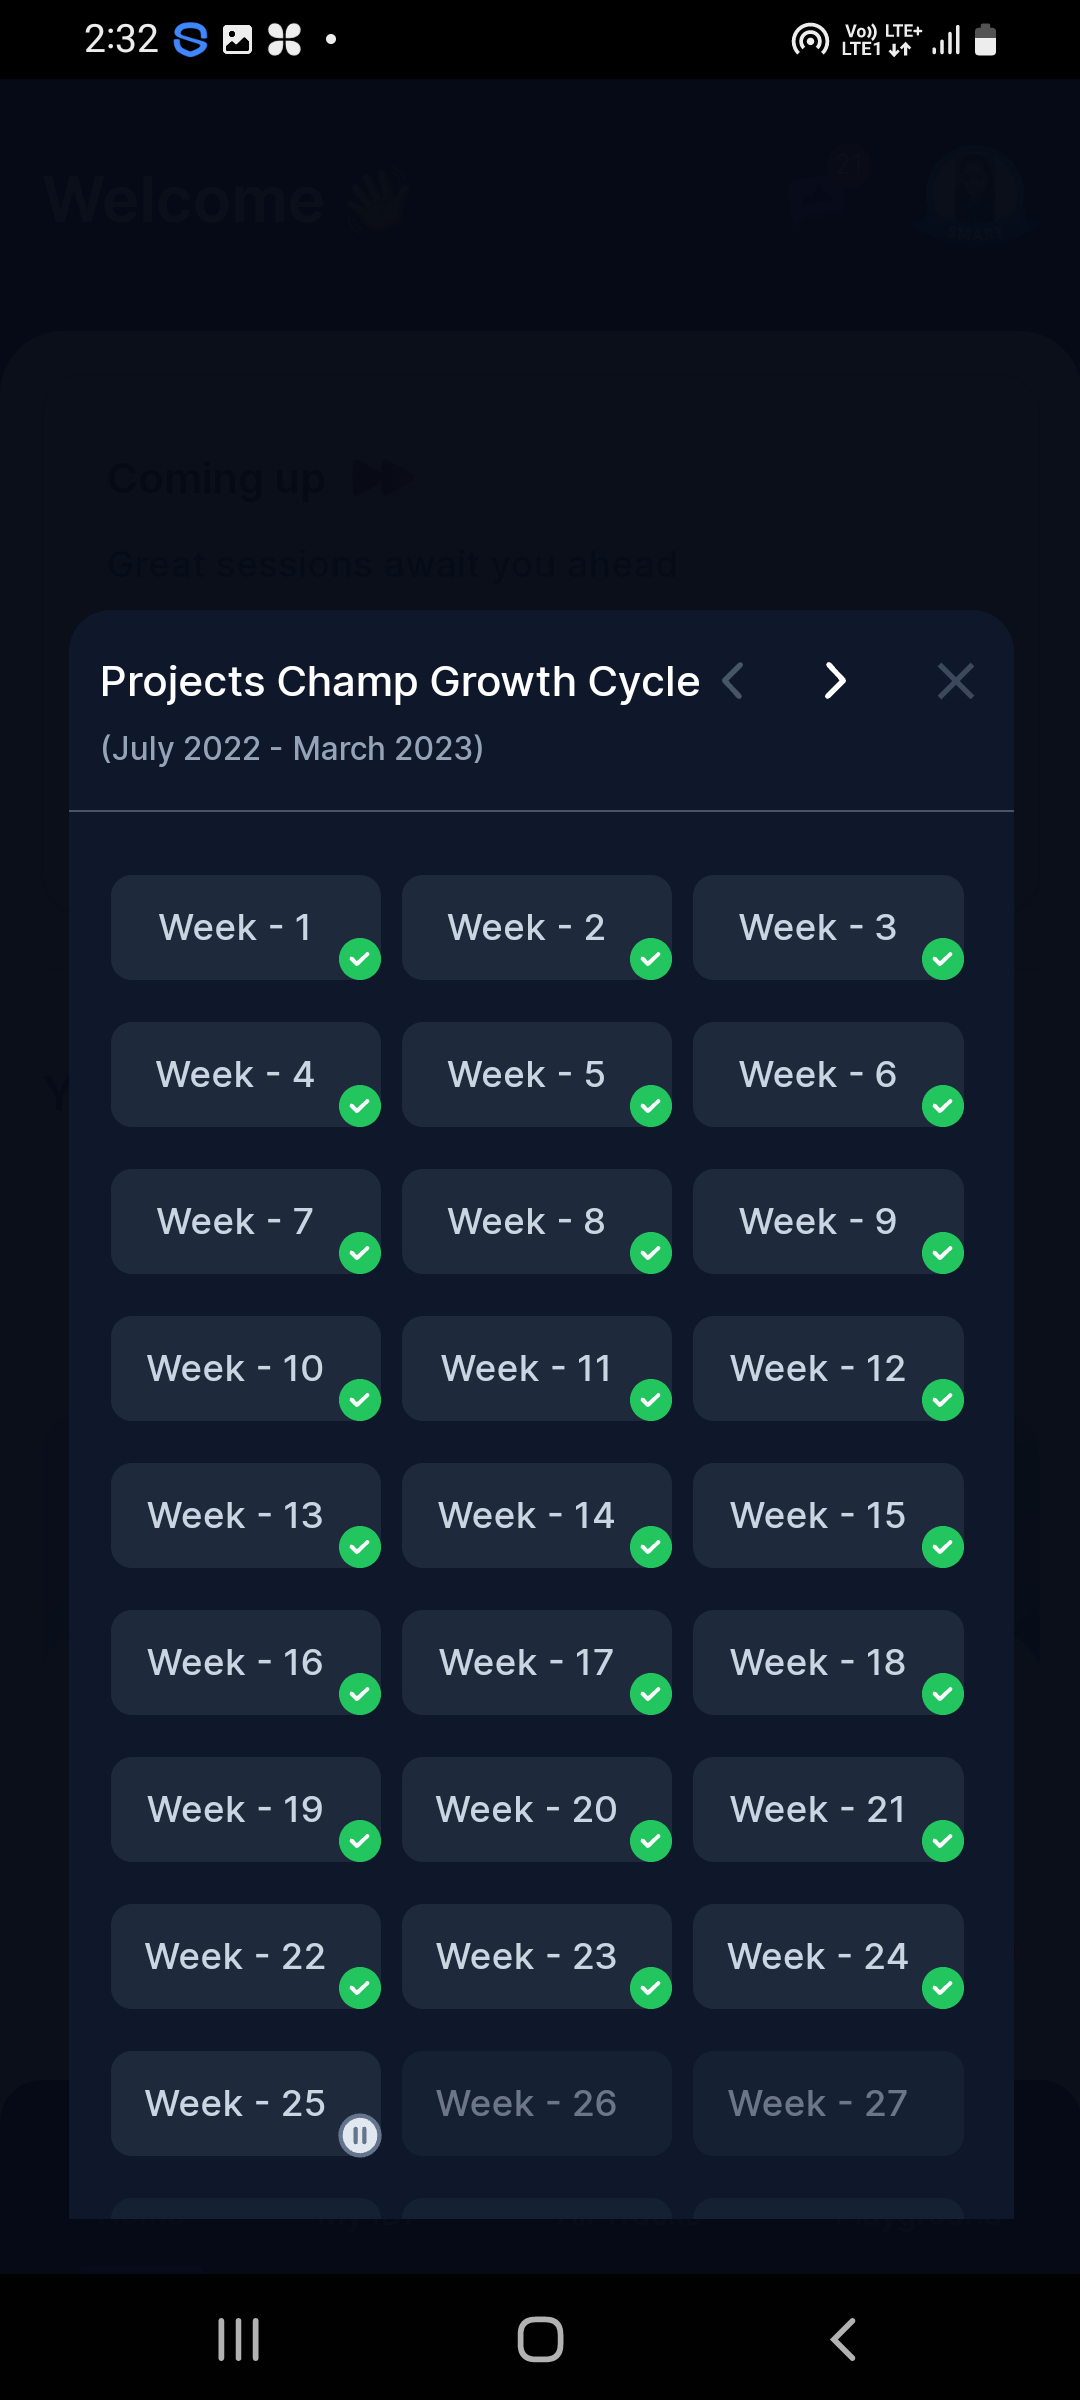 2:32 Vo)) LTE+
LTE1
Welcome 👋 21
SMART
Coming up
Great sessions await you ahead
Projects Champ Growth Cycle
(July 2022 - March 2023)
Week - 1 Week - 2 Week - 3
Week - 4 Week - 5 Week - 6
Week - 7 Week - 8 Week - 9
Week - 10 Week - 11 Week - 12
Week - 13 Week - 14 Week - 15
Week - 16 Week - 17 Week - 18
Week - 19 Week - 20 Week - 21
Week - 22 Week - 23 Week - 24
Week - 25 Week - 26 Week - 27